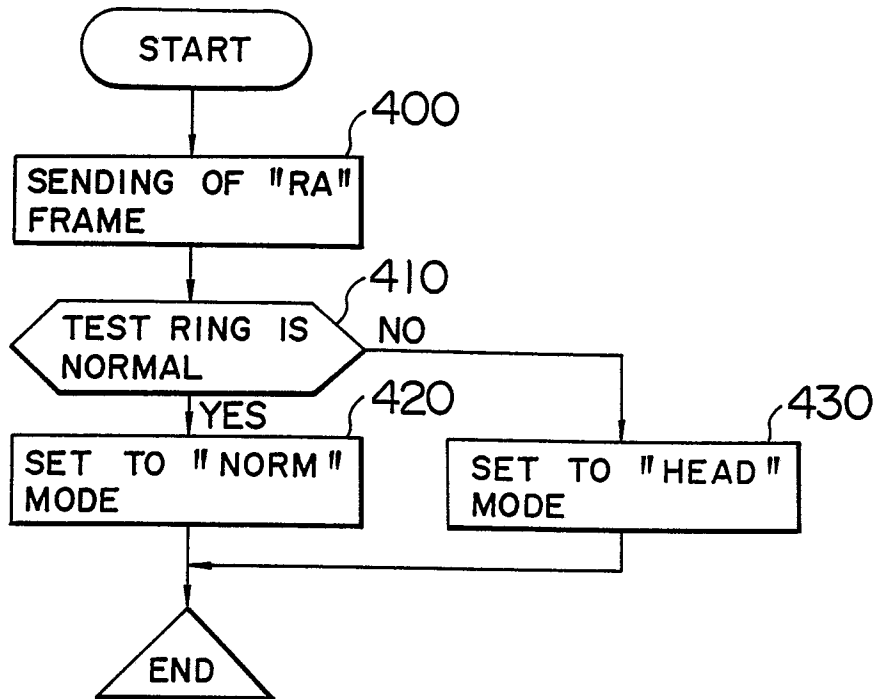 START
400
SENDING OF "RA"
FRAME
410
TEST RING IS
NORMAL
NO
YES
420
SET TO "NORM"
MODE
430
SET TO "HEAD"
MODE
END